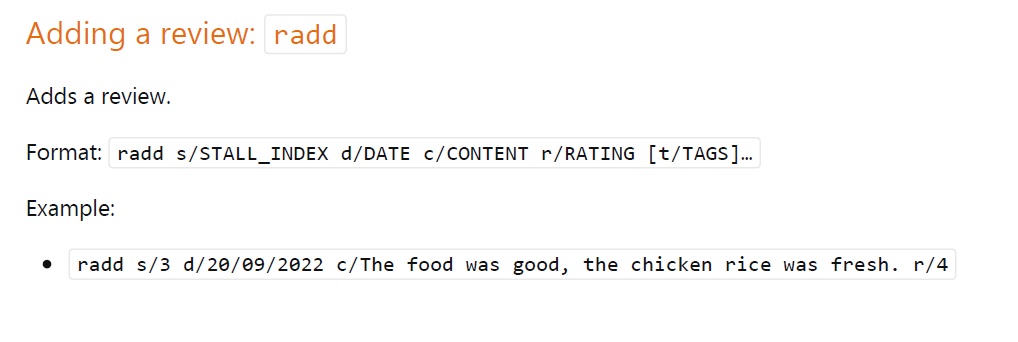 Adding a review: radd
Adds a review.
Format: radd s/STALL_INDEX d/DATE c/CONTENT r/RATING [t/TAGS]…
Example:
• radd s/3 d/20/09/2022 c/The food was good, the chicken rice was fresh. r/4